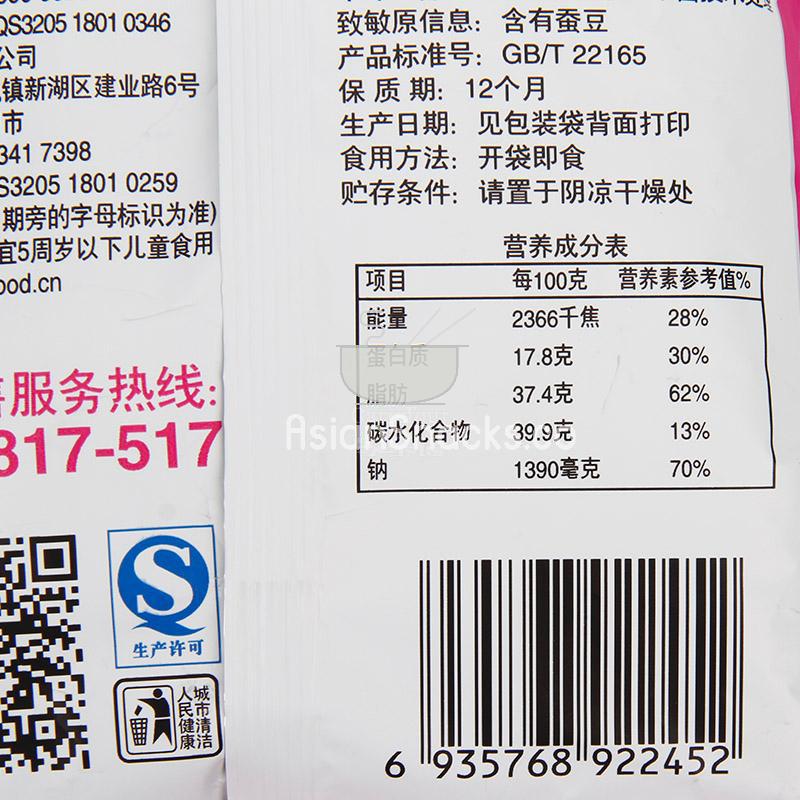 QS3205 1801 0346
公司
镇新湖区建业路6号
市
341 7398
QS3205 1801 0259
期旁的字母标识为准)
宜5周岁以下儿童食用
ood.cn
服务热线:
817-517
生产许可
人城
民市
健清
康洁
致敏原信息: 含有蚕豆
产品标准号: GB/T 22165
保 质 期: 12个月
生产日期: 见包装袋背面打印
食用方法: 开袋即食
贮存条件: 请置于阴凉干燥处
营养成分表
项目 每100克 营养素参考值%
能量 2366千焦 28%
蛋白质 17.8克 30%
脂肪 37.4克 62%
碳水化合物 39.9克 13%
钠 1390毫克 70%
AsianSnacks.co
6 935768 922452